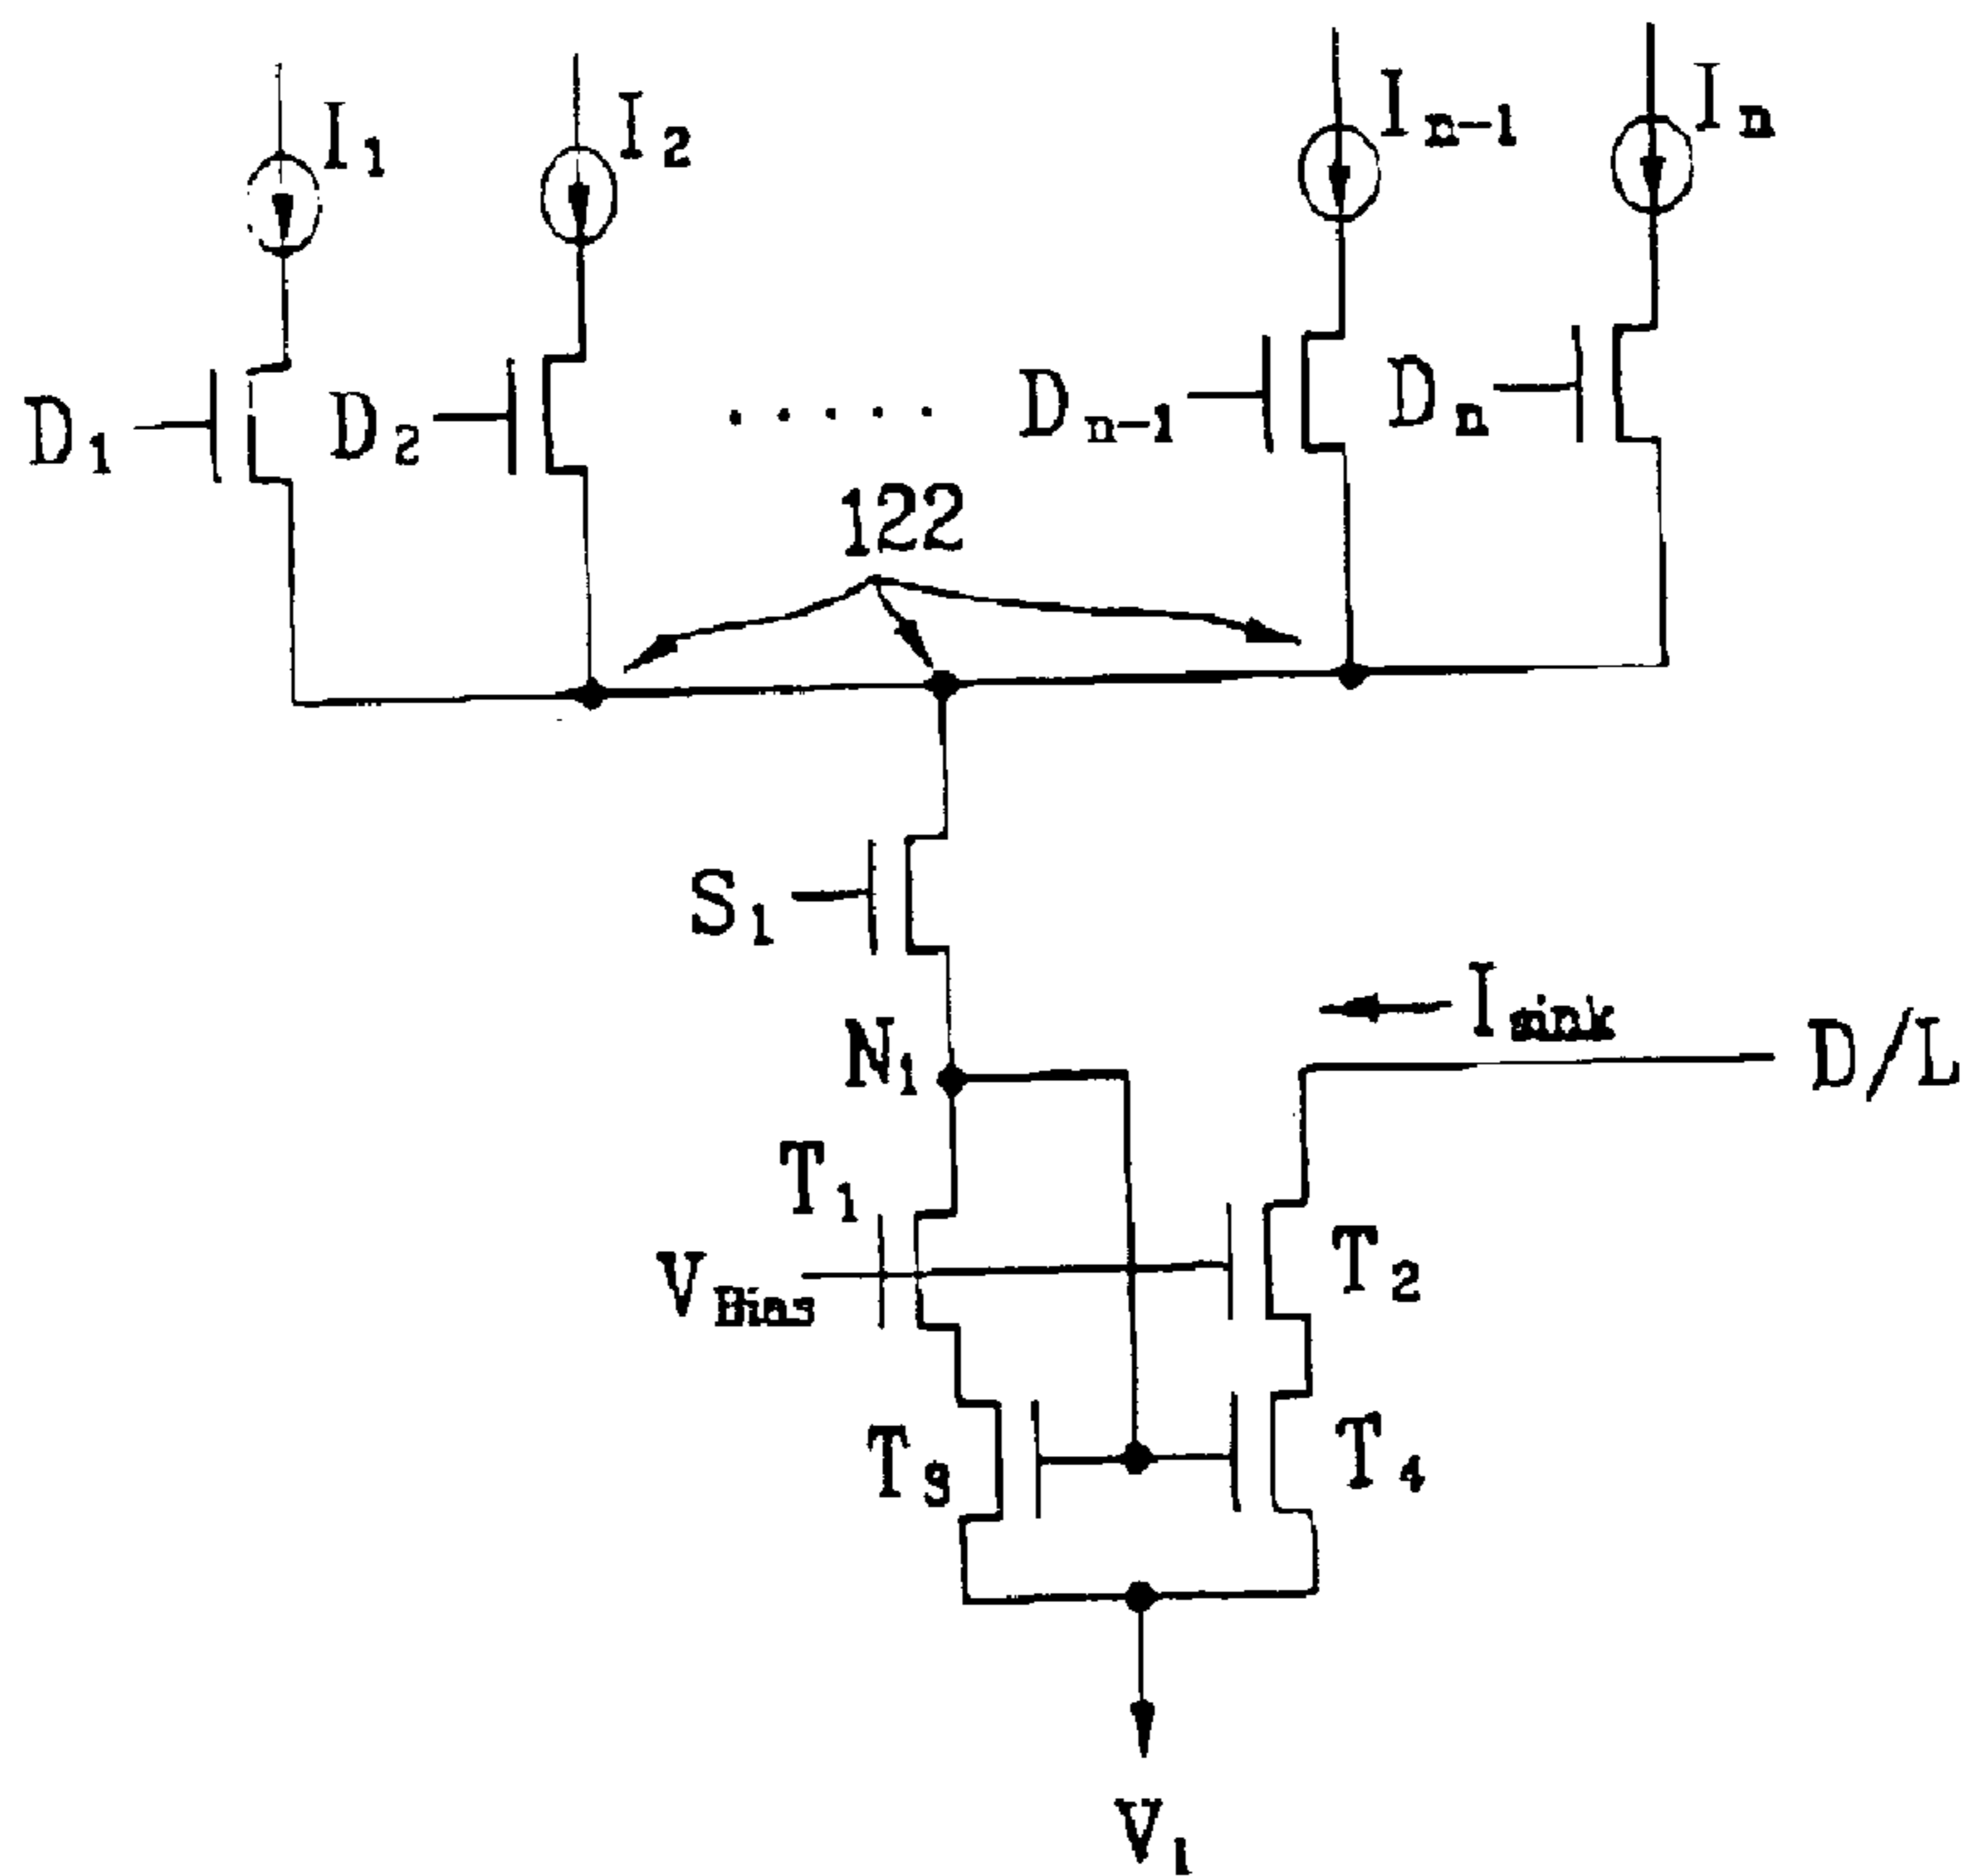 I1
I2
In-1
In
D1
D2
Dn-1
Dn
122
S1
N1
Isink
D/L
T1
T2
VBias
T3
T4
V1